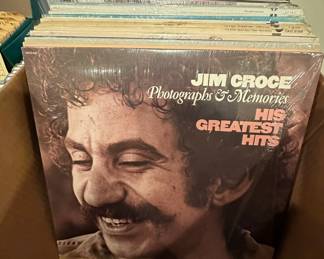 JIM CROCE
Photographs & Memories
HIS
GREATEST
HITS